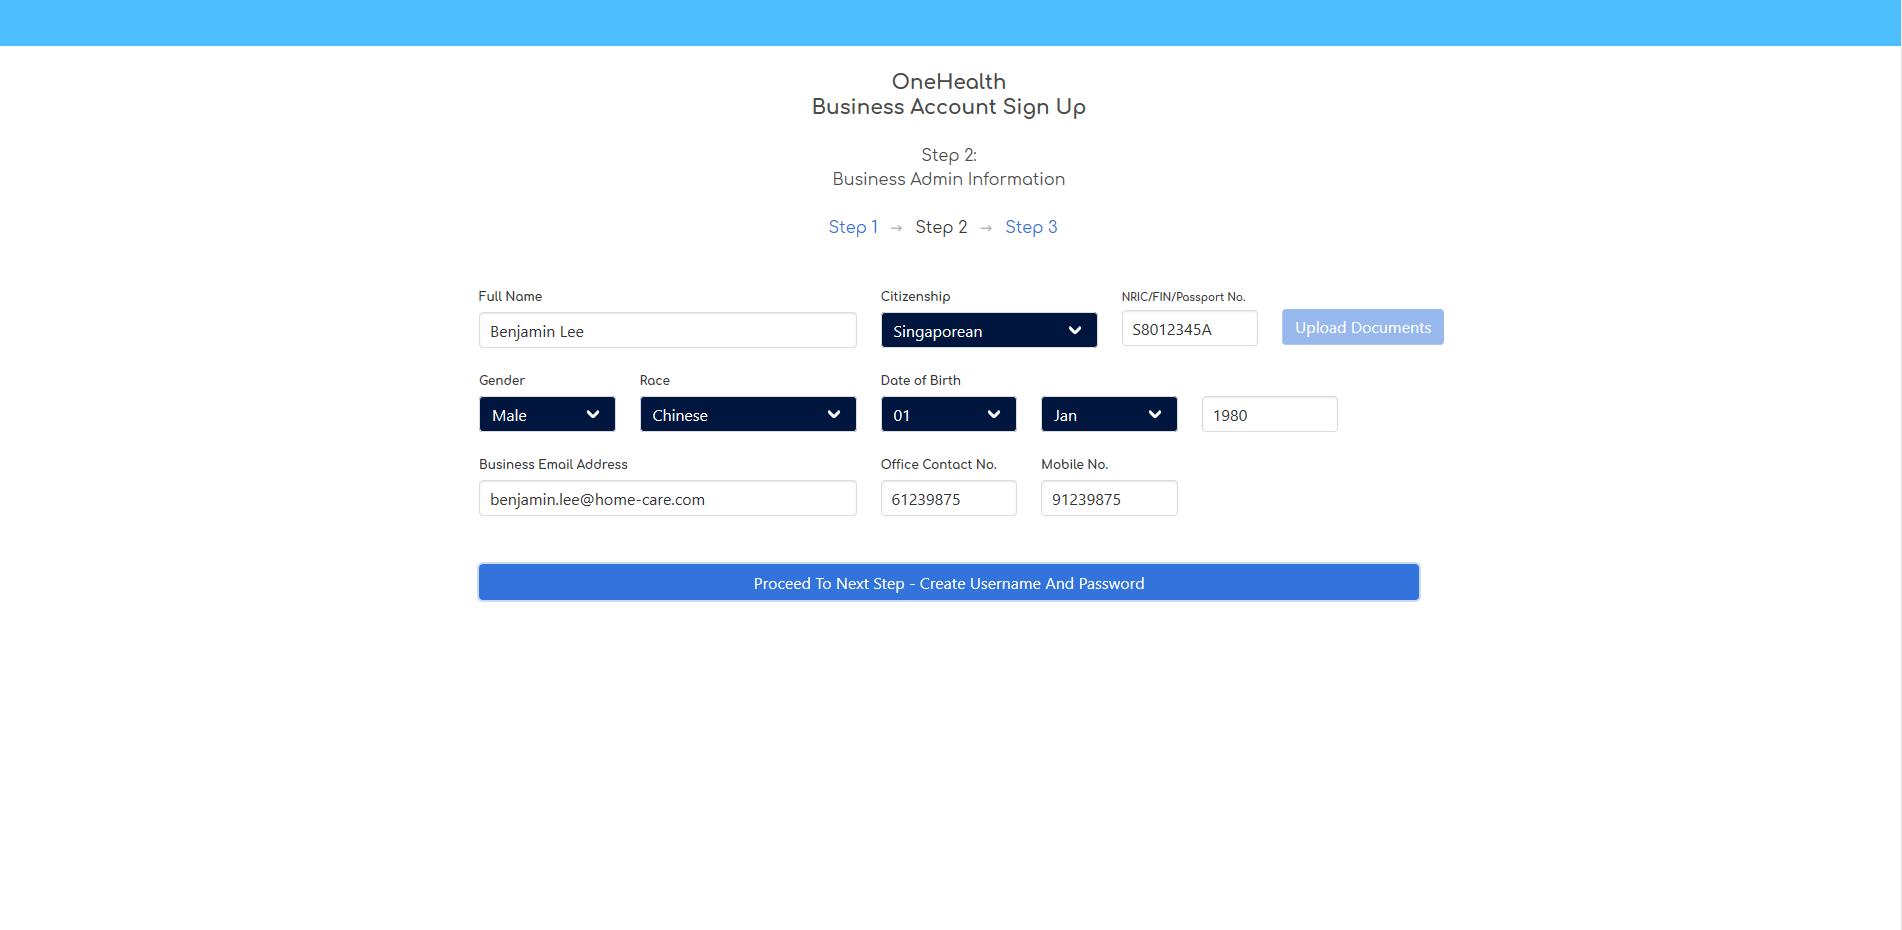 OneHealth
Business Account Sign Up
Step 2:
Business Admin Information
Step 1 → Step 2 → Step 3
Full Name Citizenship NRIC/FIN/Passport No.
Benjamin Lee Singaporean S8012345A Upload Documents
Gender Race Date of Birth
Male Chinese 01 Jan 1980
Business Email Address Office Contact No. Mobile No.
benjamin.lee@home-care.com 61239875 91239875
Proceed To Next Step - Create Username And Password